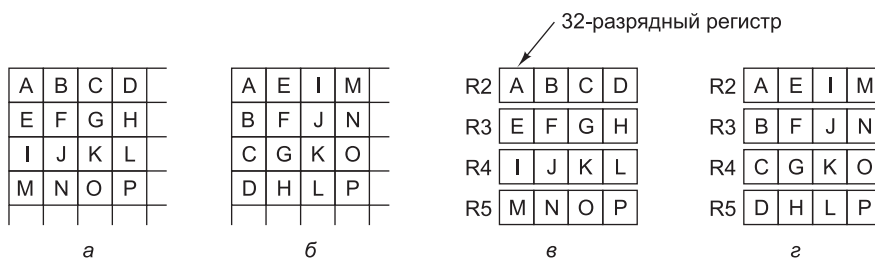 32-разрядный регистр
A B C D A E I M R2 A B C D R2 A E I M
E F G H B F J N R3 E F G H R3 B F J N
I J K L C G K O R4 I J K L R4 C G K O
M N O P D H L P R5 M N O P R5 D H L P
а б в г